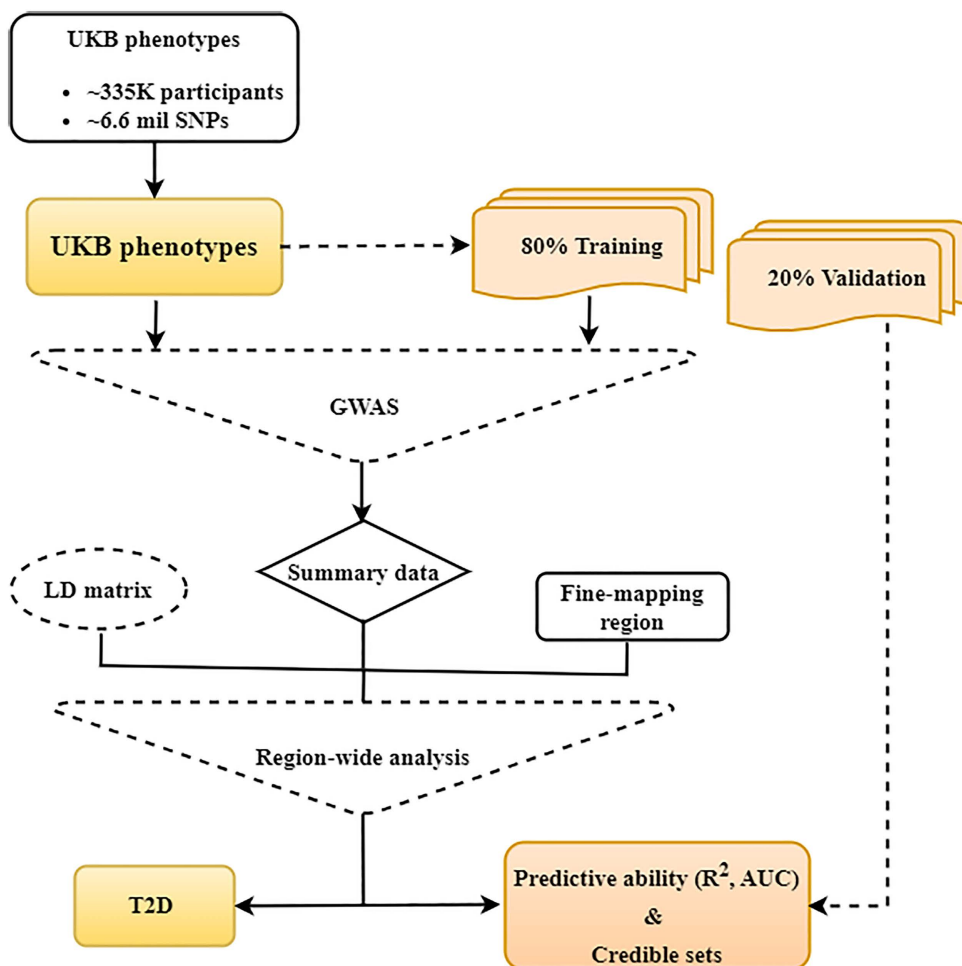 UKB phenotypes
• ~335K participants
• ~6.6 mil SNPs
UKB phenotypes
80% Training
20% Validation
GWAS
Summary data
LD matrix
Fine-mapping
region
Region-wide analysis
T2D
Predictive ability (R², AUC)
&
Credible sets